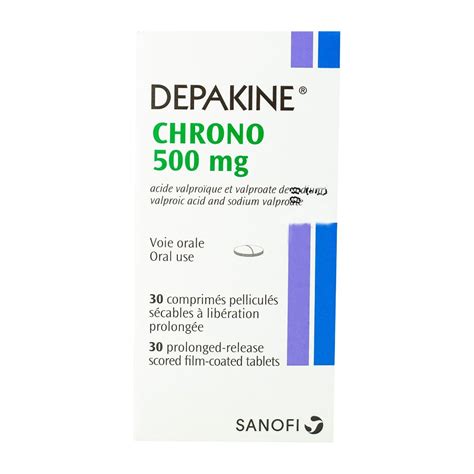 DEPAKINE®
CHRONO
500 mg
acide valproïque et valproate de
valproic acid and sodium valproate
Voie orale
Oral use
30 comprimés pelliculés
sécables à libération
prolongée
30 prolonged-release
scored film-coated tablets
SANOFI